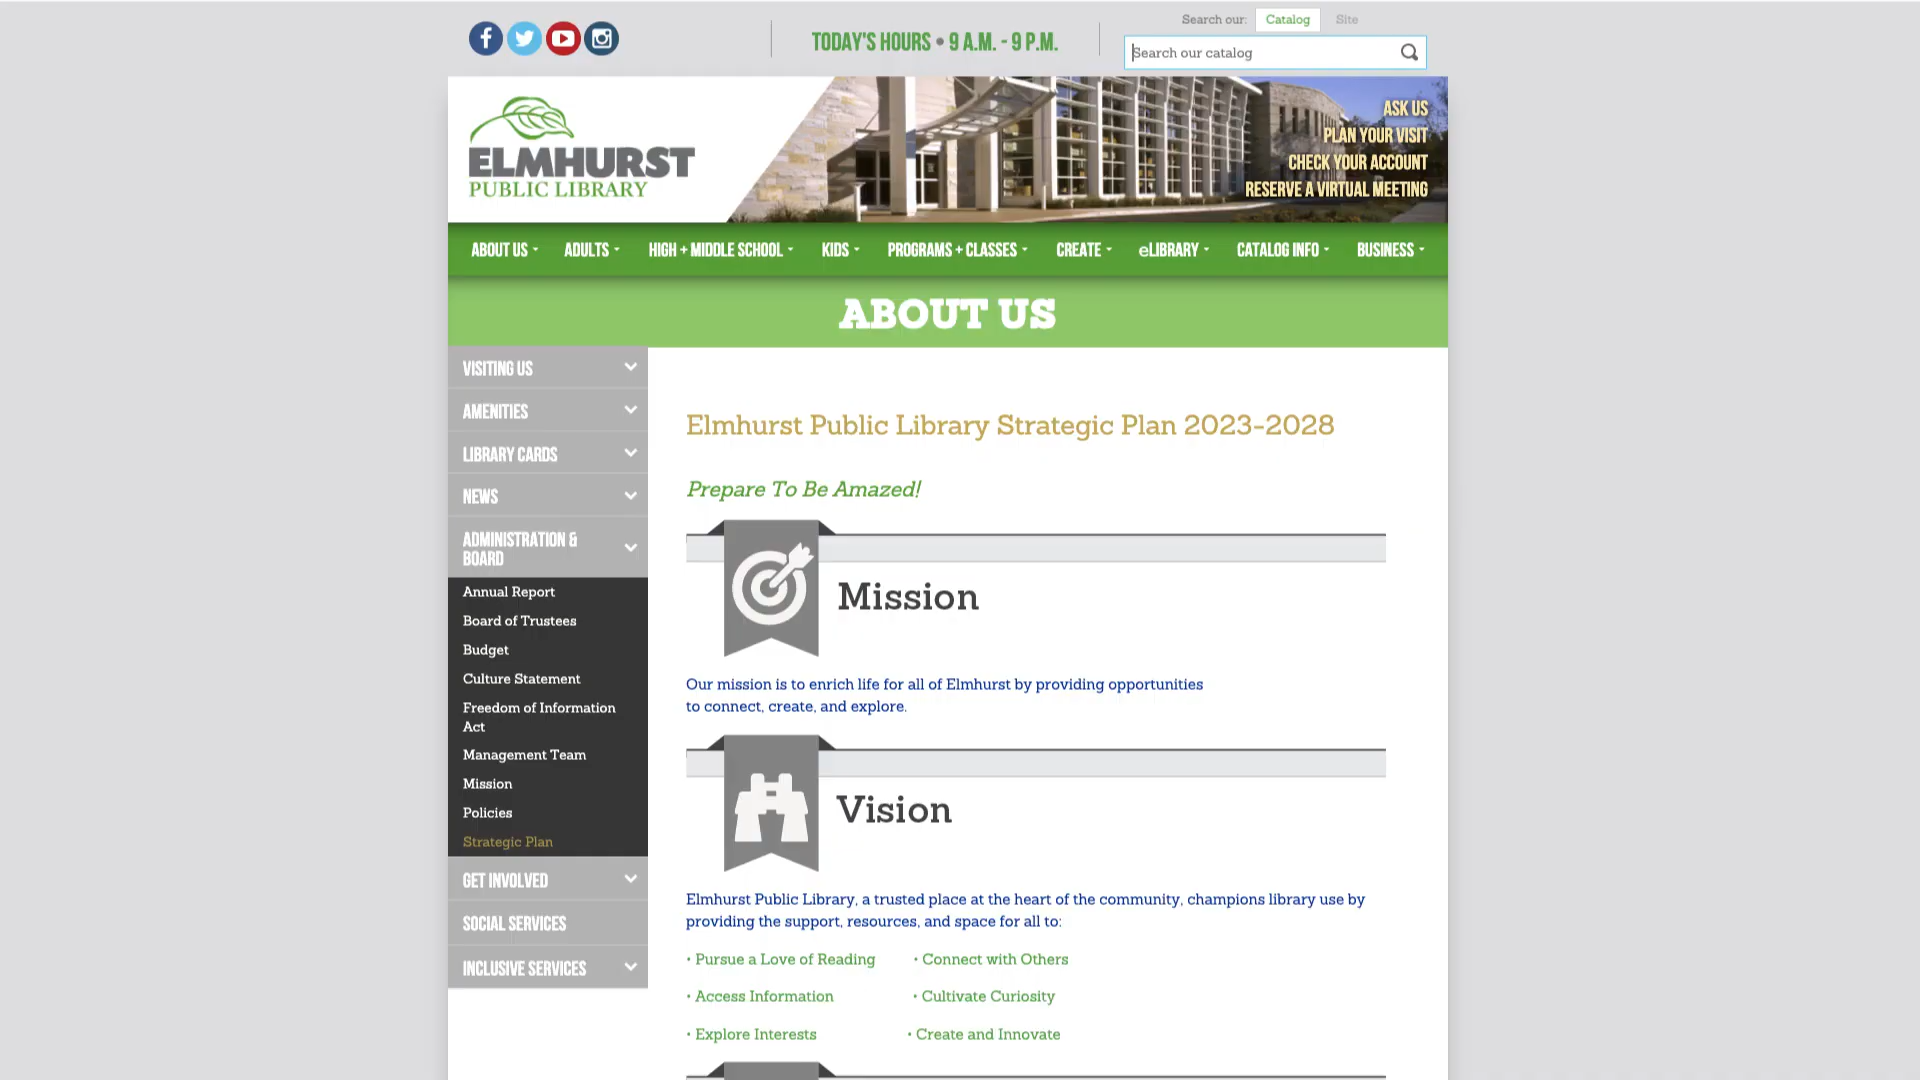 TODAY'S HOURS • 9 A.M. - 9 P.M.
Search our: Catalog Site
Search our catalog
ELMHURST
PUBLIC LIBRARY
ASK US
PLAN YOUR VISIT
CHECK YOUR ACCOUNT
RESERVE A VIRTUAL MEETING
ABOUT US ADULTS HIGH + MIDDLE SCHOOL KIDS PROGRAMS + CLASSES CREATE eLIBRARY CATALOG INFO BUSINESS
ABOUT US
VISITING US
AMENITIES
LIBRARY CARDS
NEWS
ADMINISTRATION &
BOARD
Annual Report
Board of Trustees
Budget
Culture Statement
Freedom of Information
Act
Management Team
Mission
Policies
Strategic Plan
GET INVOLVED
SOCIAL SERVICES
INCLUSIVE SERVICES
Elmhurst Public Library Strategic Plan 2023-2028
Prepare To Be Amazed!
Mission
Our mission is to enrich life for all of Elmhurst by providing opportunities
to connect, create, and explore.
Vision
Elmhurst Public Library, a trusted place at the heart of the community, champions library use by
providing the support, resources, and space for all to:
• Pursue a Love of Reading • Connect with Others
• Access Information • Cultivate Curiosity
• Explore Interests • Create and Innovate